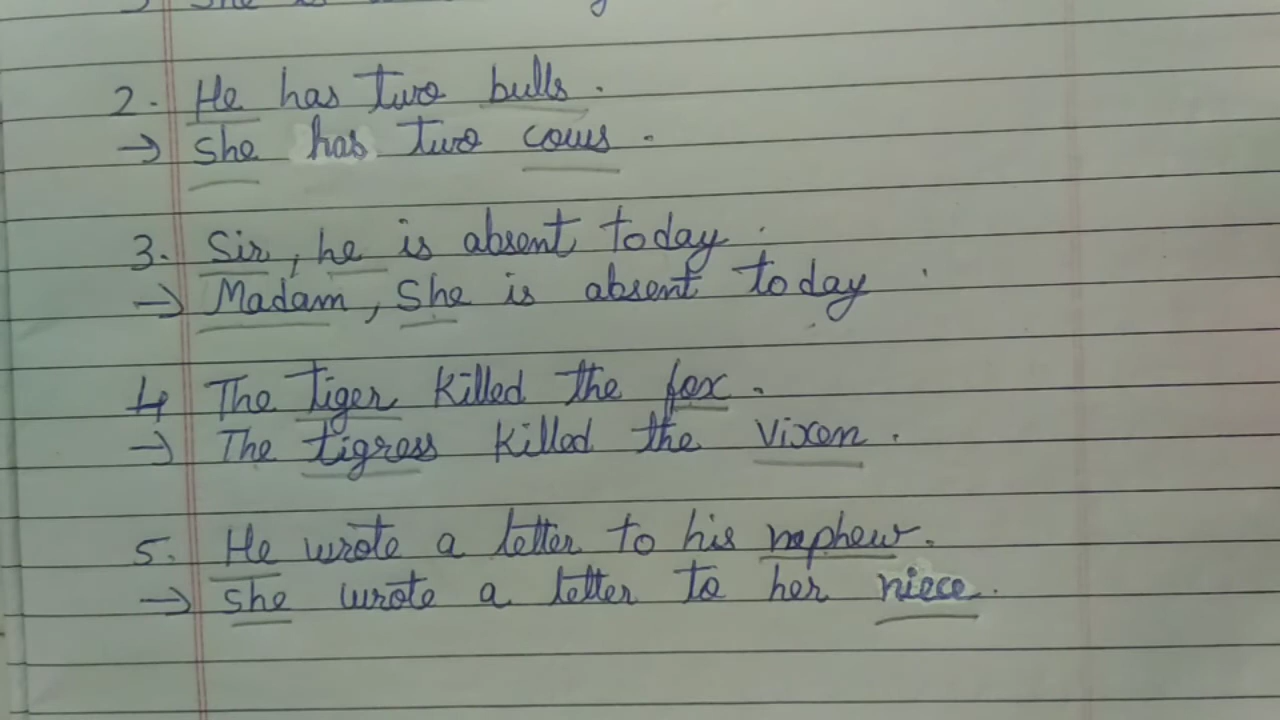 2. He has two bulls.
→ she has two cows.
3. Sir, he is absent today.
→ Madam, She is absent today.
4 The tiger killed the fox.
→ The tigress killed the vixen.
5. He wrote a letter to his nephew.
→ she wrote a letter to her niece.